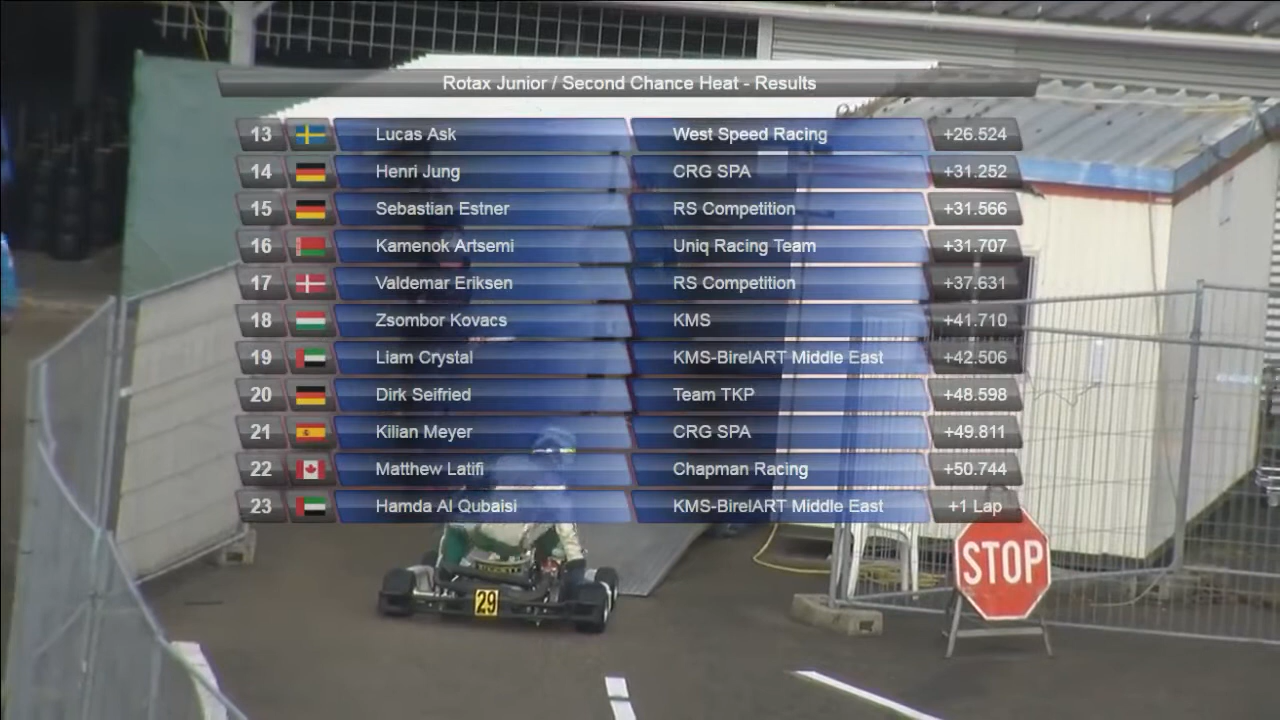 Rotax Junior / Second Chance Heat - Results
13 Lucas Ask West Speed Racing +26.524
14 Henri Jung CRG SPA +31.252
15 Sebastian Estner RS Competition +31.566
16 Kamenok Artsemi Uniq Racing Team +31.707
17 Valdemar Eriksen RS Competition +37.631
18 Zsombor Kovacs KMS +41.710
19 Liam Crystal KMS-BirelART Middle East +42.506
20 Dirk Seifried Team TKP +48.598
21 Kilian Meyer CRG SPA +49.811
22 Matthew Latifi Chapman Racing +50.744
23 Hamda Al Qubaisi KMS-BirelART Middle East +1 Lap
STOP
29